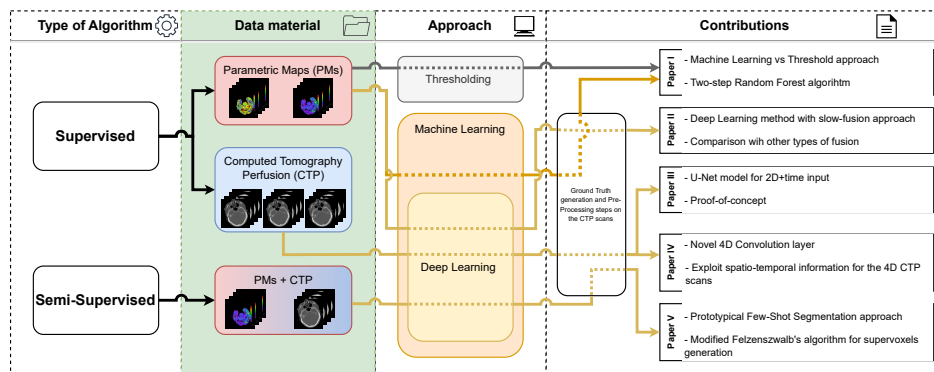 Type of Algorithm
Data material
Approach
Contributions
Supervised
Semi-Supervised
Parametric Maps (PMs)
Computed Tomography
Perfusion (CTP)
PMs + CTP
Thresholding
Machine Learning
Deep Learning
Ground Truth
generation and Pre-
Processing steps on
the CTP scans
Paper I
- Machine Learning vs Threshold approach
- Two-step Random Forest algorihtm
Paper II
- Deep Learning method with slow-fusion approach
- Comparison wih other types of fusion
Paper III
- U-Net model for 2D+time input
- Proof-of-concept
Paper IV
- Novel 4D Convolution layer
- Exploit spatio-temporal information for the 4D CTP
scans
Paper V
- Prototypical Few-Shot Segmentation approach
- Modified Felzenszwalb's algorithm for supervoxels
generation